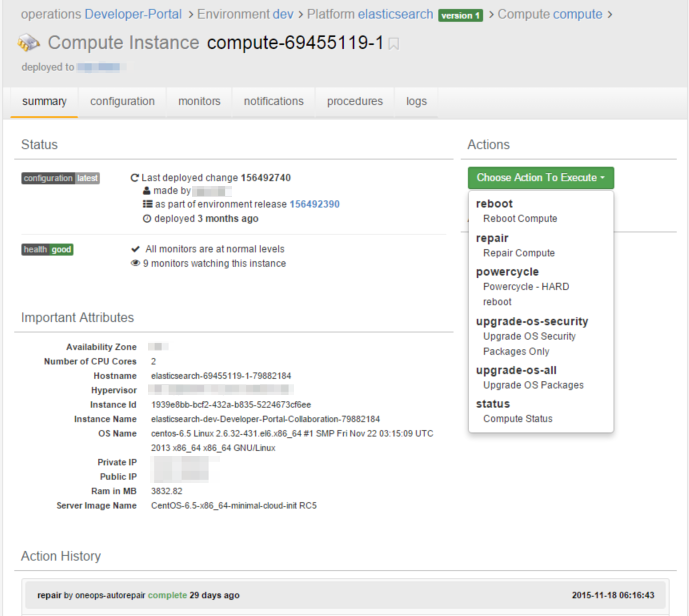 operations Developer-Portal > Environment dev > Platform elasticsearch version 1 > Compute compute >
Compute Instance compute-69455119-1
deployed to
summary configuration monitors notifications procedures logs
Status
configuration latest
Last deployed change 156492740
made by
as part of environment release 156492390
deployed 3 months ago
health good
All monitors are at normal levels
9 monitors watching this instance
Important Attributes
Availability Zone
Number of CPU Cores 2
Hostname elasticsearch-69455119-1-79882184
Hypervisor
Instance Id 1939e8bb-bcf2-432a-b835-5224673cf6ee
Instance Name elasticsearch-dev-Developer-Portal-Collaboration-79882184
OS Name centos-6.5 Linux 2.6.32-431.el6.x86_64 #1 SMP Fri Nov 22 03:15:09 UTC
2013 x86_64 x86_64 GNU/Linux
Private IP
Public IP
Ram in MB 3832.82
Server Image Name CentOS-6.5-x86_64-minimal-cloud-init RC5
Actions
Choose Action To Execute
reboot
Reboot Compute
repair
Repair Compute
powercycle
Powercycle - HARD
reboot
upgrade-os-security
Upgrade OS Security
Packages Only
upgrade-os-all
Upgrade OS Packages
status
Compute Status
Action History
repair by oneops-autorepair complete 29 days ago 2015-11-18 06:16:43